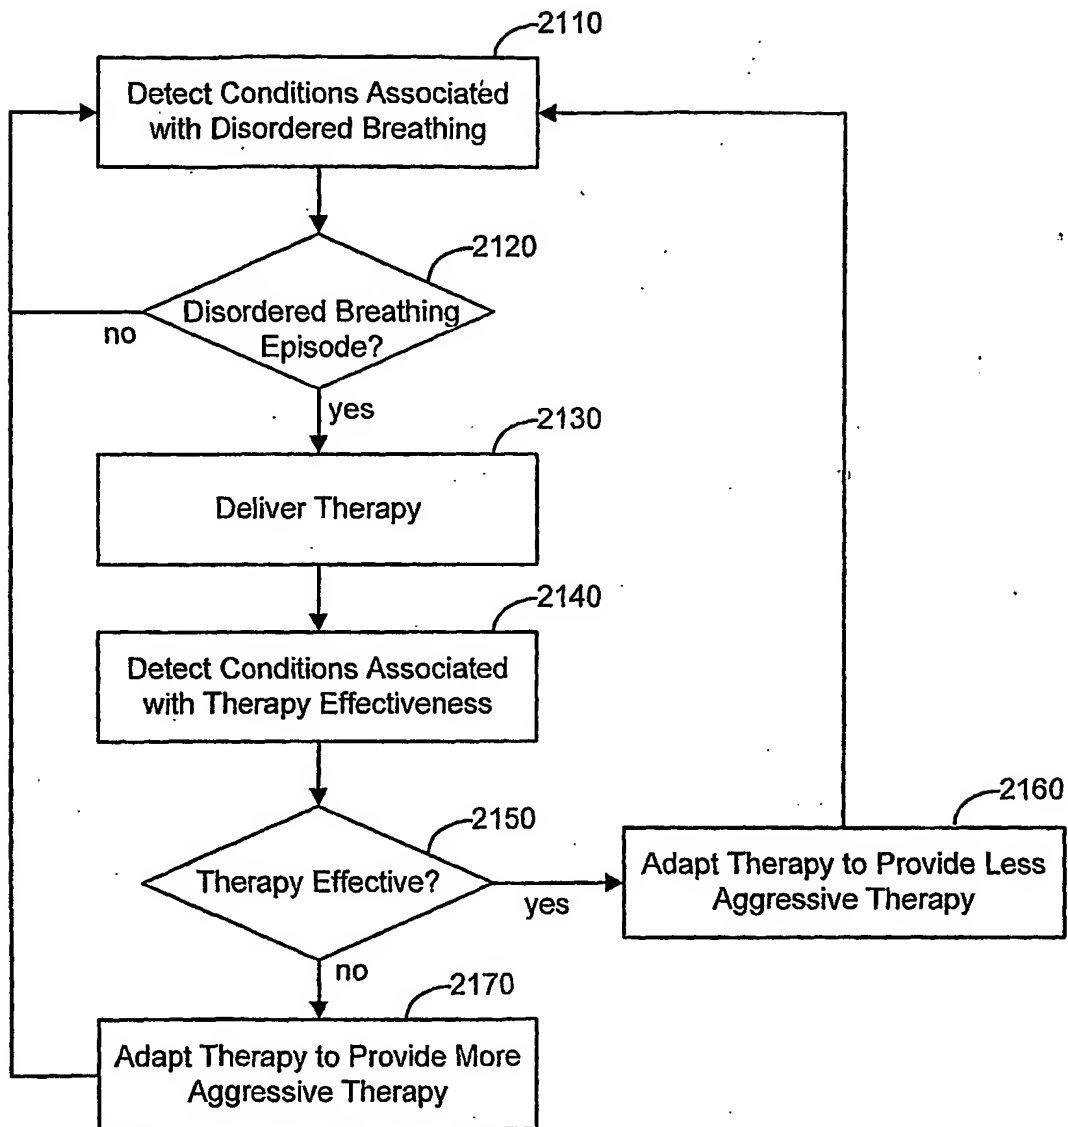 2110
Detect Conditions Associated
with Disordered Breathing
2120
Disordered Breathing
Episode?
no
yes
2130
Deliver Therapy
2140
Detect Conditions Associated
with Therapy Effectiveness
2150
Therapy Effective?
yes
2160
Adapt Therapy to Provide Less
Aggressive Therapy
no
2170
Adapt Therapy to Provide More
Aggressive Therapy